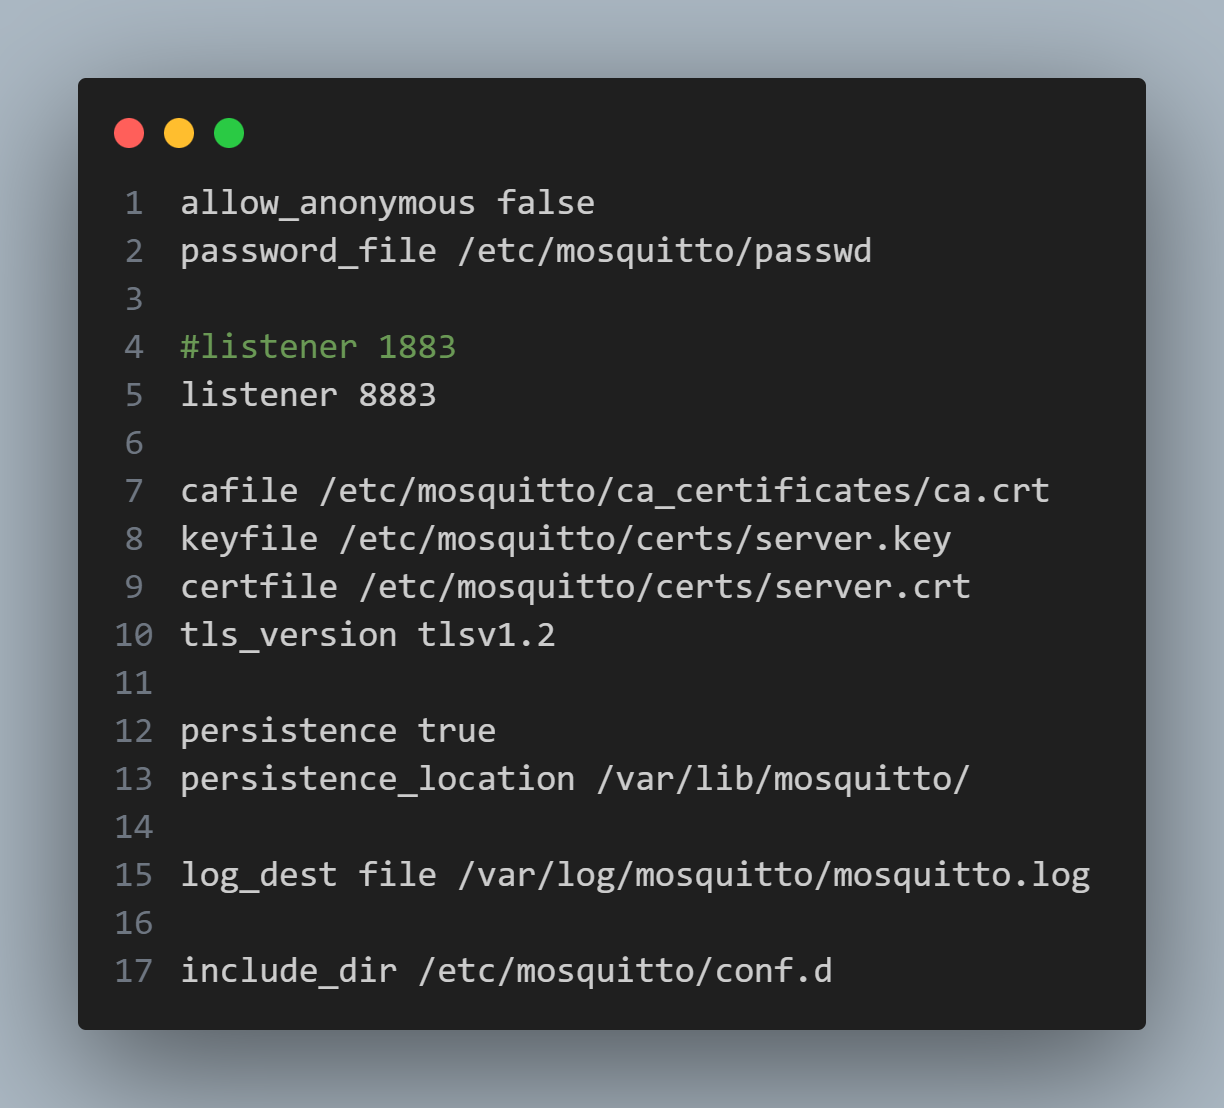 1 allow_anonymous false
2 password_file /etc/mosquitto/passwd
3
4 #listener 1883
5 listener 8883
6
7 cafile /etc/mosquitto/ca_certificates/ca.crt
8 keyfile /etc/mosquitto/certs/server.key
9 certfile /etc/mosquitto/certs/server.crt
10 tls_version tlsv1.2
11
12 persistence true
13 persistence_location /var/lib/mosquitto/
14
15 log_dest file /var/log/mosquitto/mosquitto.log
16
17 include_dir /etc/mosquitto/conf.d